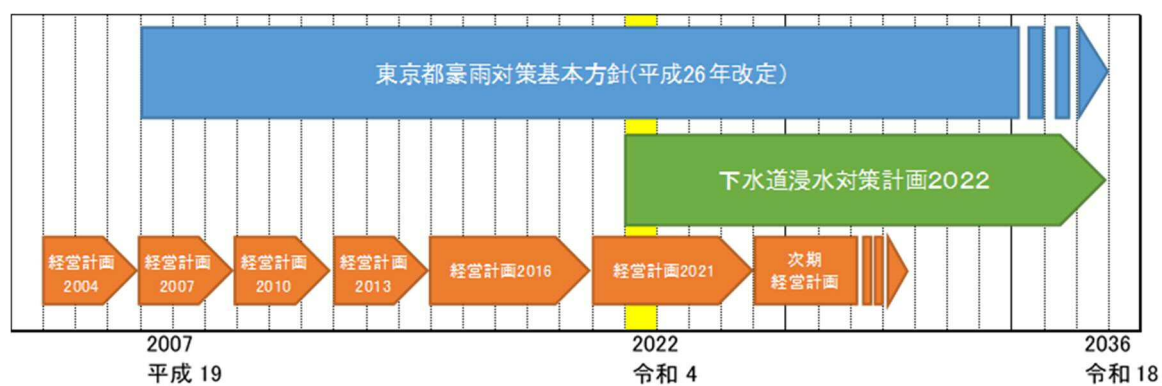 東京都豪雨対策基本方針(平成26年改定)
下水道浸水対策計画2022
経営計画
2004
経営計画
2007
経営計画
2010
経営計画
2013
経営計画2016
経営計画2021
次期
経営計画
2007
平成 19
2022
令和 4
2036
令和 18